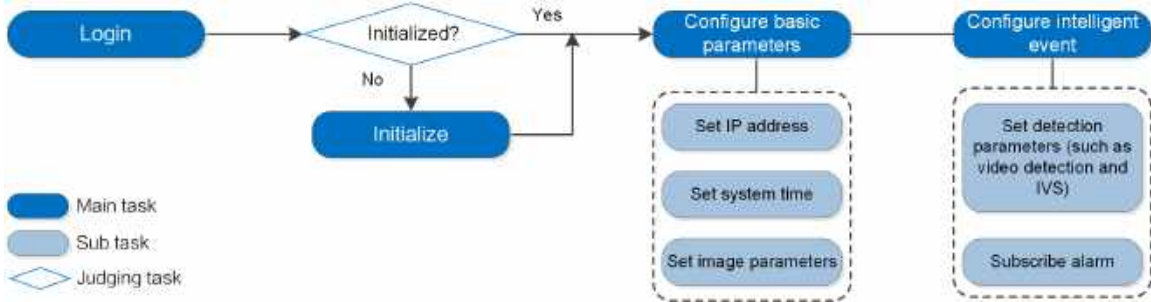 Login
Initialized?
Yes
No
Initialize
Configure basic
parameters
Set IP address
Set system time
Set image parameters
Configure intelligent
event
Set detection
parameters (such as
video detection and
IVS)
Subscribe alarm
Main task
Sub task
Judging task